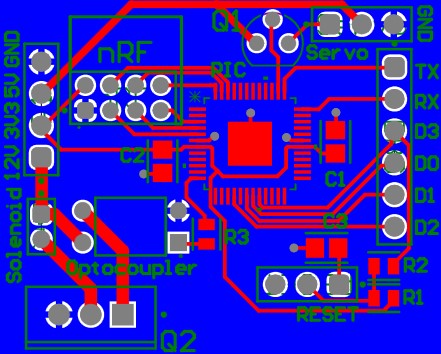 Q1
GND
Servo
nRF
PIC
12V 3V3 5V GND
TX
RX
D3
D0
D1
D2
C2
C1
Solenoid
R3
C3
Optocoupler
R2
R1
RESET
Q2